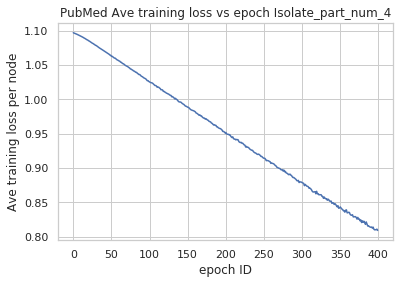 PubMed Ave training loss vs epoch Isolate_part_num_4
1.10
1.05
1.00
0.95
0.90
0.85
0.80
Ave training loss per node
0 50 100 150 200 250 300 350 400
epoch ID